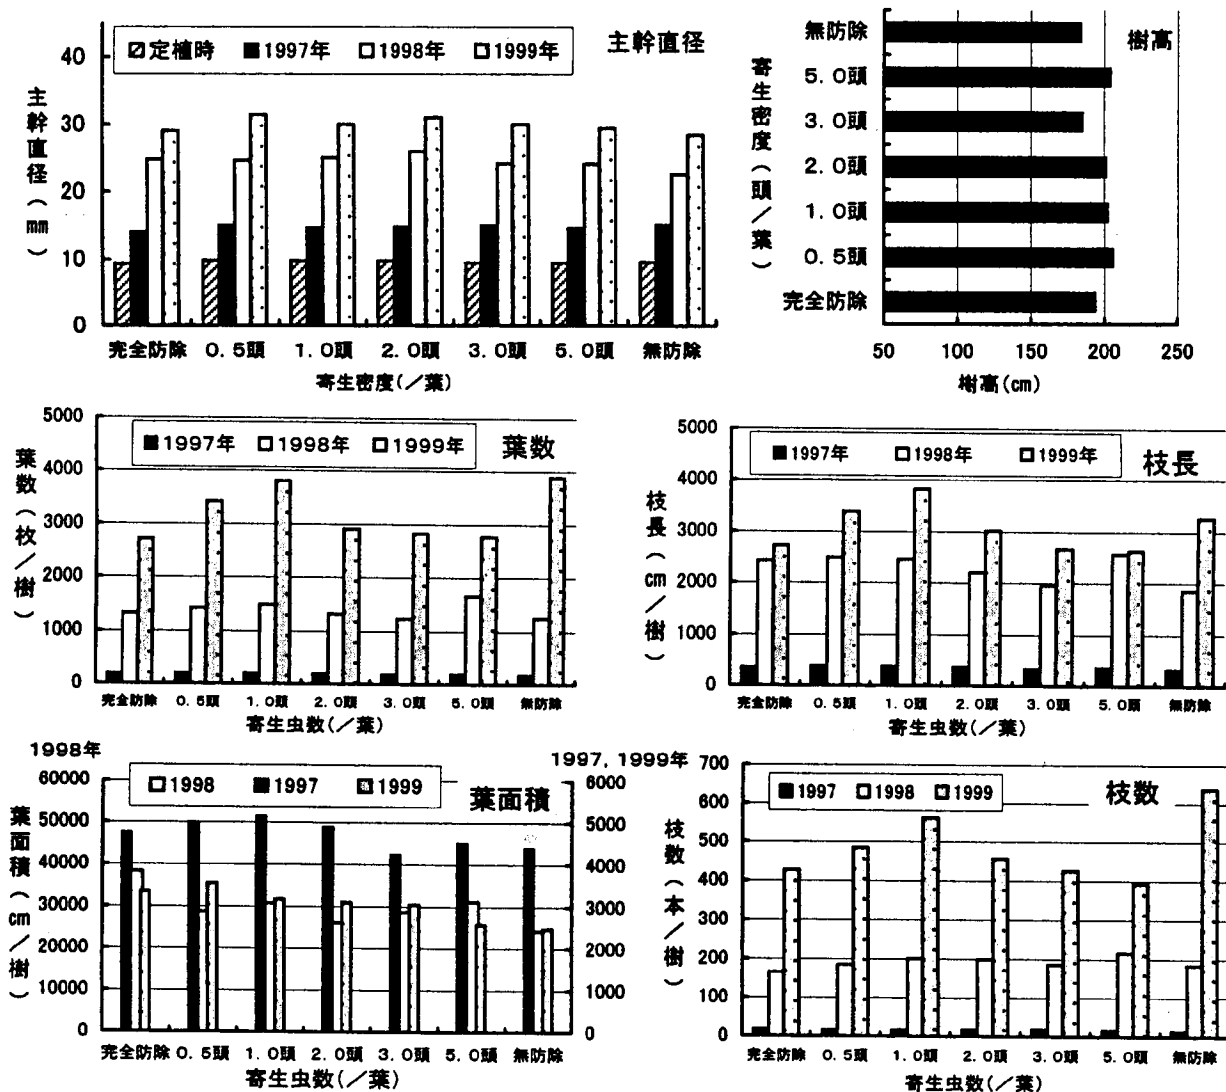 主幹直径
定植時 1997年 1998年 1999年
主幹直径(mm)
40
30
20
10
0
完全防除 0.5頭 1.0頭 2.0頭 3.0頭 5.0頭 無防除
寄生密度(/葉)
樹高
寄生密度(頭/葉)
無防除
5.0頭
3.0頭
2.0頭
1.0頭
0.5頭
完全防除
50 100 150 200 250
樹高(cm)
葉数
1997年 1998年 1999年
葉数(枚/樹)
5000
4000
3000
2000
1000
0
完全防除 0.5頭 1.0頭 2.0頭 3.0頭 5.0頭 無防除
寄生虫数(/葉)
枝長
1997年 1998年 1999年
枝長(cm/樹)
5000
4000
3000
2000
1000
0
完全防除 0.5頭 1.0頭 2.0頭 3.0頭 5.0頭 無防除
寄生虫数(/葉)
1998年
1997, 1999年
葉面積
1998 1997 1999
葉面積(cm/樹)
60000
50000
40000
30000
20000
10000
0
6000
5000
4000
3000
2000
1000
0
完全防除 0.5頭 1.0頭 2.0頭 3.0頭 5.0頭 無防除
寄生虫数(/葉)
枝数
1997 1998 1999
枝数(本/樹)
700
600
500
400
300
200
100
0
完全防除 0.5頭 1.0頭 2.0頭 3.0頭 5.0頭 無防除
寄生虫数(/葉)